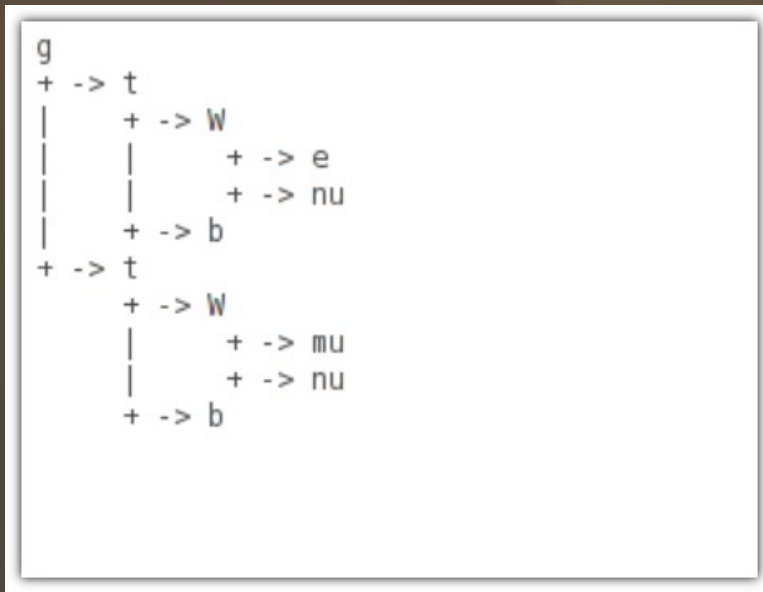 g
+ -> t
|    + -> W
|    |     + -> e
|    |     + -> nu
|    + -> b
+ -> t
     + -> W
     |     + -> mu
     |     + -> nu
     + -> b